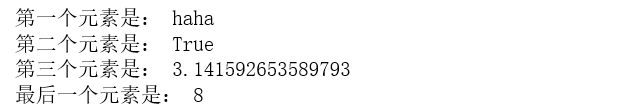 第一个元素是： haha
第二个元素是： True
第三个元素是： 3.141592653589793
最后一个元素是： 8